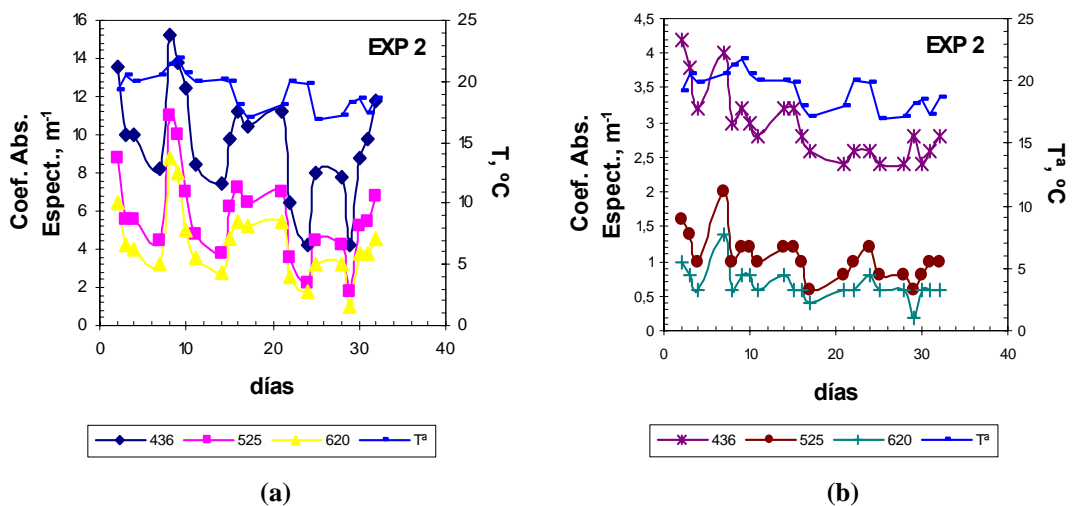 EXP 2
16
14
12
10
8
6
4
2
0
25
20
15
10
5
0
0 10 20 30 40
Coef. Abs.
Espect., m-1
T, ºC
días
436 525 620 Tª
(a)
EXP 2
4,5
4
3,5
3
2,5
2
1,5
1
0,5
0
25
20
15
10
5
0
0 10 20 30 40
Coef. Abs.
Espect., m-1
Tª, ºC
días
436 525 620 Tª
(b)